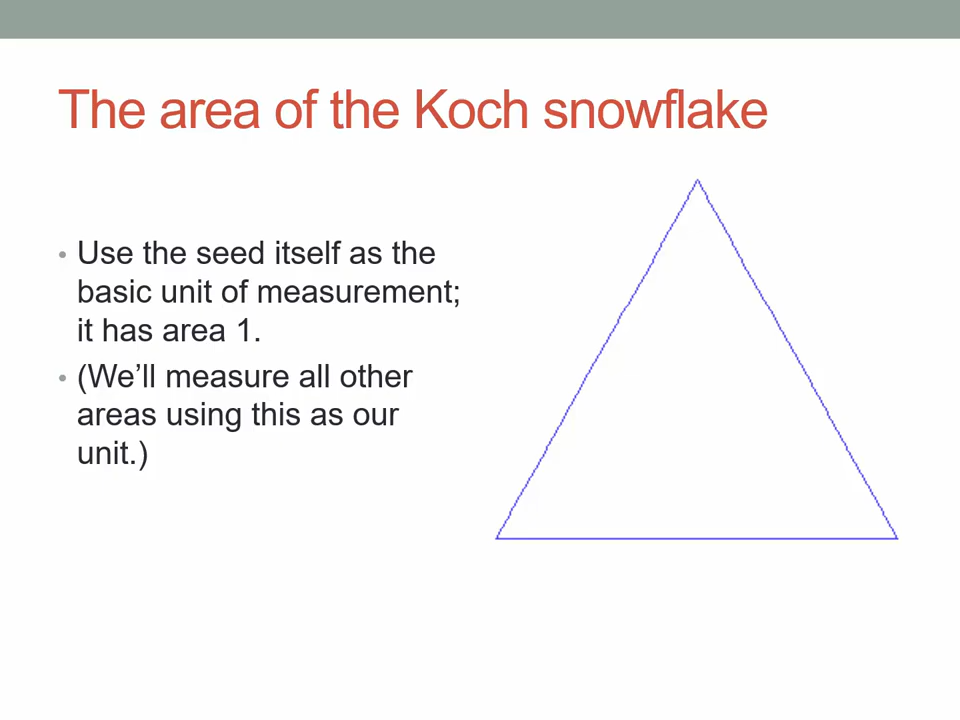 The area of the Koch snowflake
• Use the seed itself as the
basic unit of measurement;
it has area 1.
• (We’ll measure all other
areas using this as our
unit.)